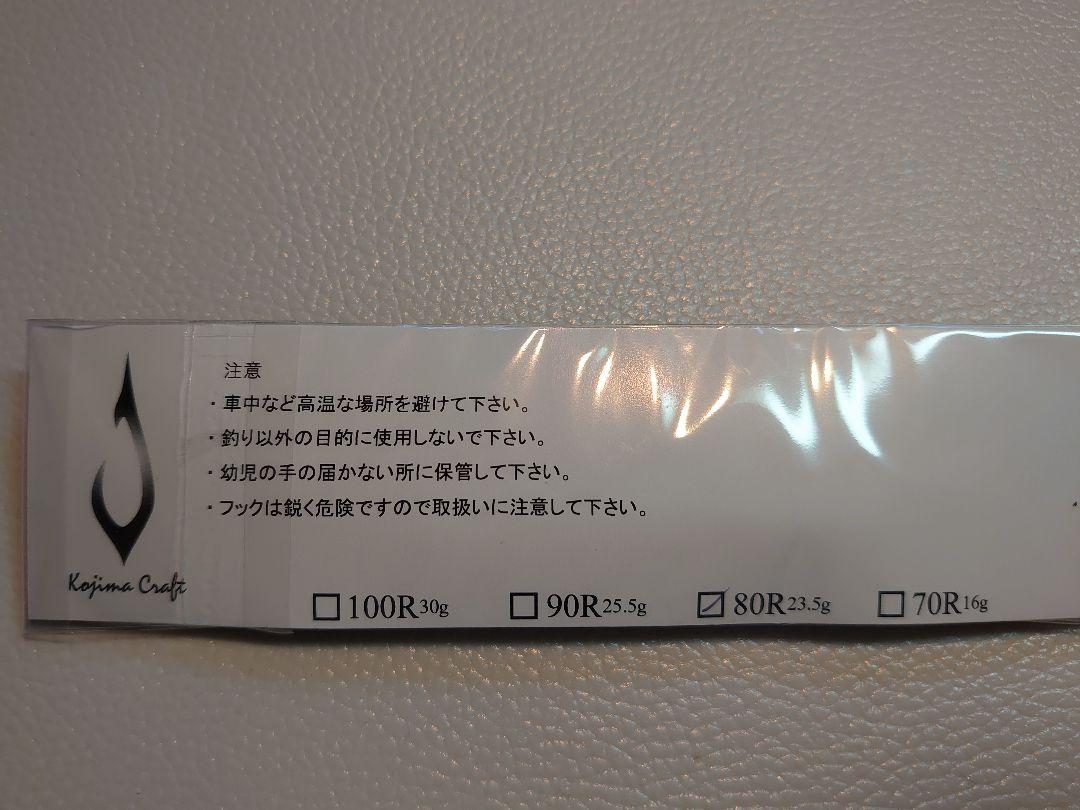 注意
・車中など高温な場所を避けて下さい。
・釣り以外の目的に使用しないで下さい。
・幼児の手の届かない所に保管して下さい。
・フックは鋭く危険ですので取扱いに注意して下さい。
Kojima Craft
□100R30g □90R25.5g ☑80R23.5g □70R16g